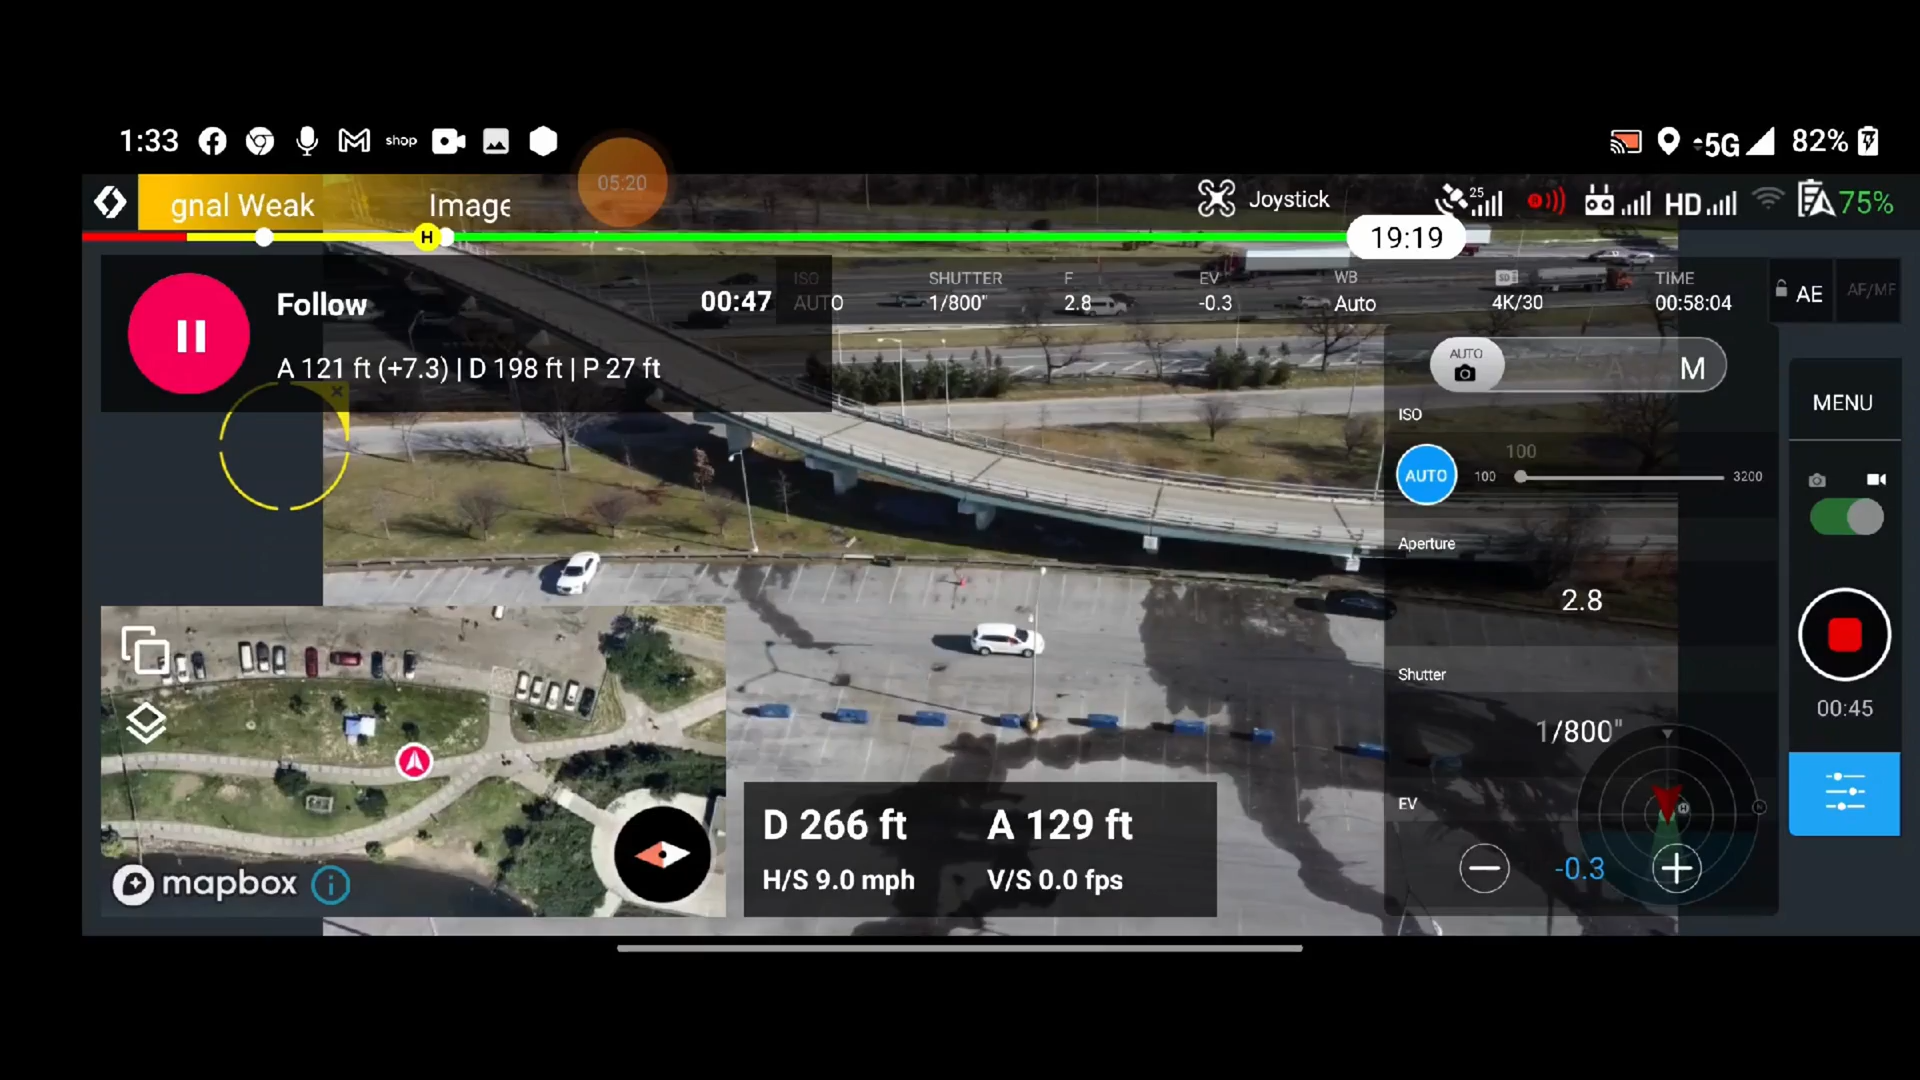 1:33
shop
5G
82%
05:20
gnal Weak
Image
Joystick
25
HD
75%
H
19:19
Follow
00:47
A 121 ft (+7.3) | D 198 ft | P 27 ft
ISO
AUTO
SHUTTER
1/800"
F
2.8
EV
-0.3
WB
Auto
SD
4K/30
TIME
00:58:04
AE
AF/MF
AUTO
A
M
MENU
ISO
AUTO
100
100
3200
Aperture
2.8
Shutter
1/800"
00:45
EV
-0.3
H
N
D 266 ft
A 129 ft
H/S 9.0 mph
V/S 0.0 fps
mapbox